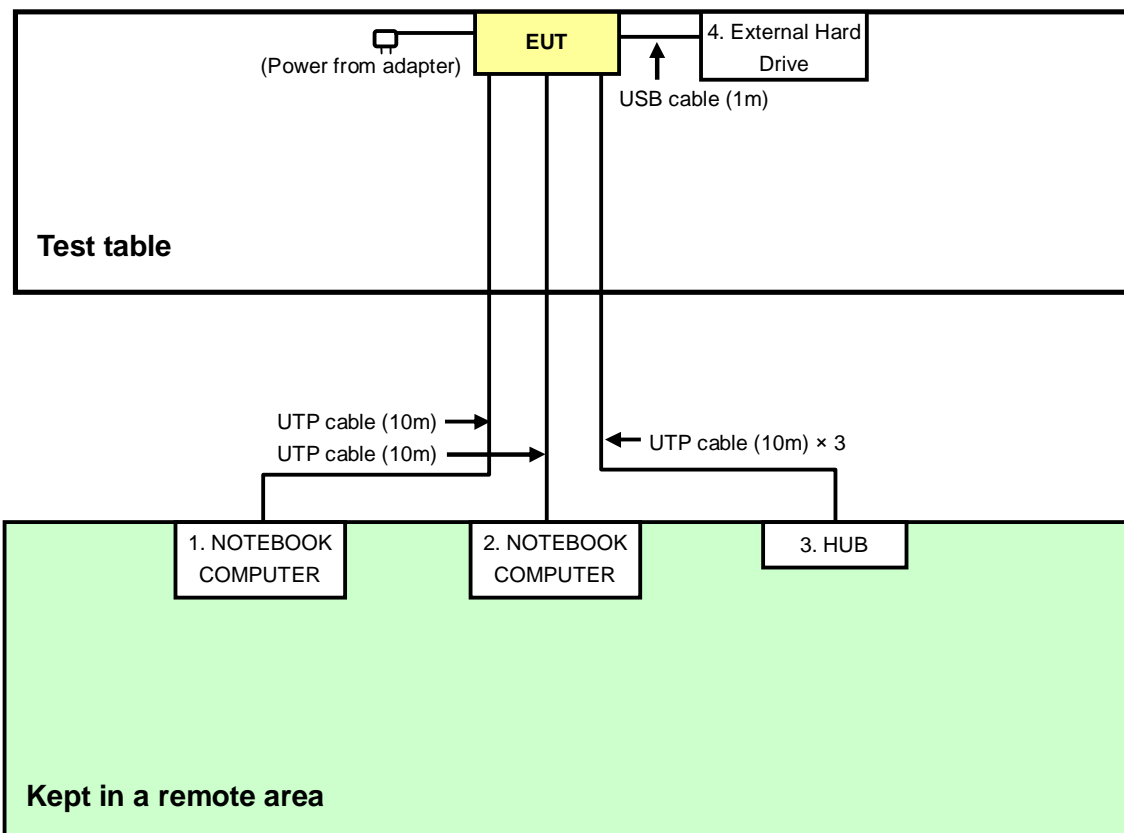 EUT
4. External Hard
Drive
(Power from adapter)
USB cable (1m)
Test table
UTP cable (10m)
UTP cable (10m)
UTP cable (10m) × 3
1. NOTEBOOK
COMPUTER
2. NOTEBOOK
COMPUTER
3. HUB
Kept in a remote area